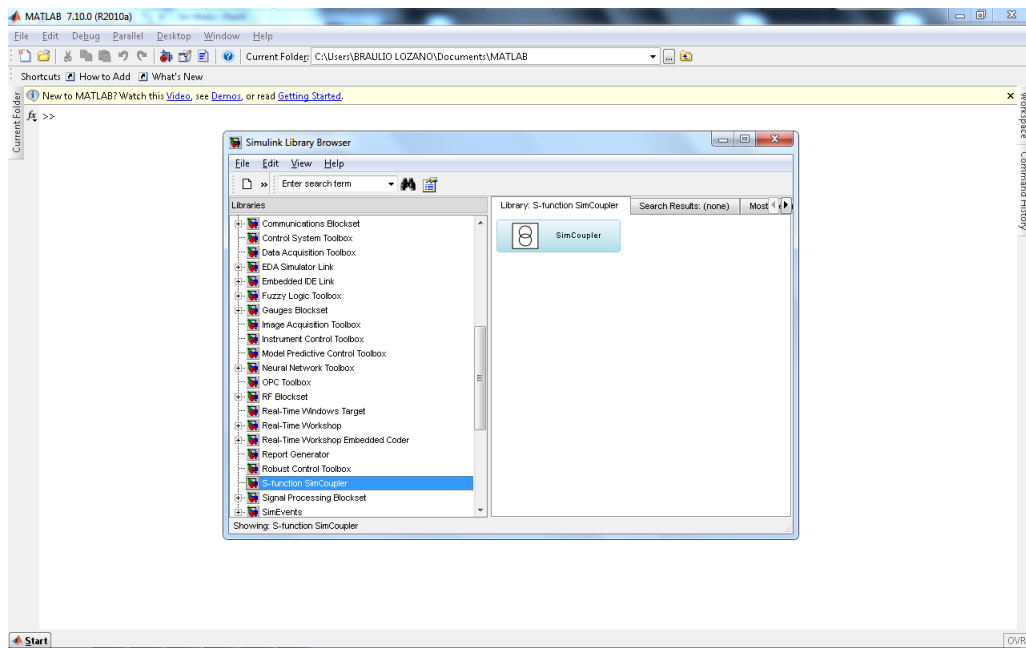 MATLAB 7.10.0 (R2010a)
File Edit Debug Parallel Desktop Window Help
Current Folder: C:\Users\BRAULIO LOZANO\Documents\MATLAB
Shortcuts How to Add What's New
New to MATLAB? Watch this Video, see Demos, or read Getting Started.
fx >>
Current Folder
Workspace
Command History
Simulink Library Browser
File Edit View Help
Enter search term
Libraries
Communications Blockset
Control System Toolbox
Data Acquisition Toolbox
EDA Simulator Link
Embedded IDE Link
Fuzzy Logic Toolbox
Gauges Blockset
Image Acquisition Toolbox
Instrument Control Toolbox
Model Predictive Control Toolbox
Neural Network Toolbox
OPC Toolbox
RF Blockset
Real-Time Windows Target
Real-Time Workshop
Real-Time Workshop Embedded Coder
Report Generator
Robust Control Toolbox
S-function SimCoupler
Signal Processing Blockset
SimEvents
Library: S-function SimCoupler Search Results: (none) Most
SimCoupler
Showing: S-function SimCoupler
Start
OVR